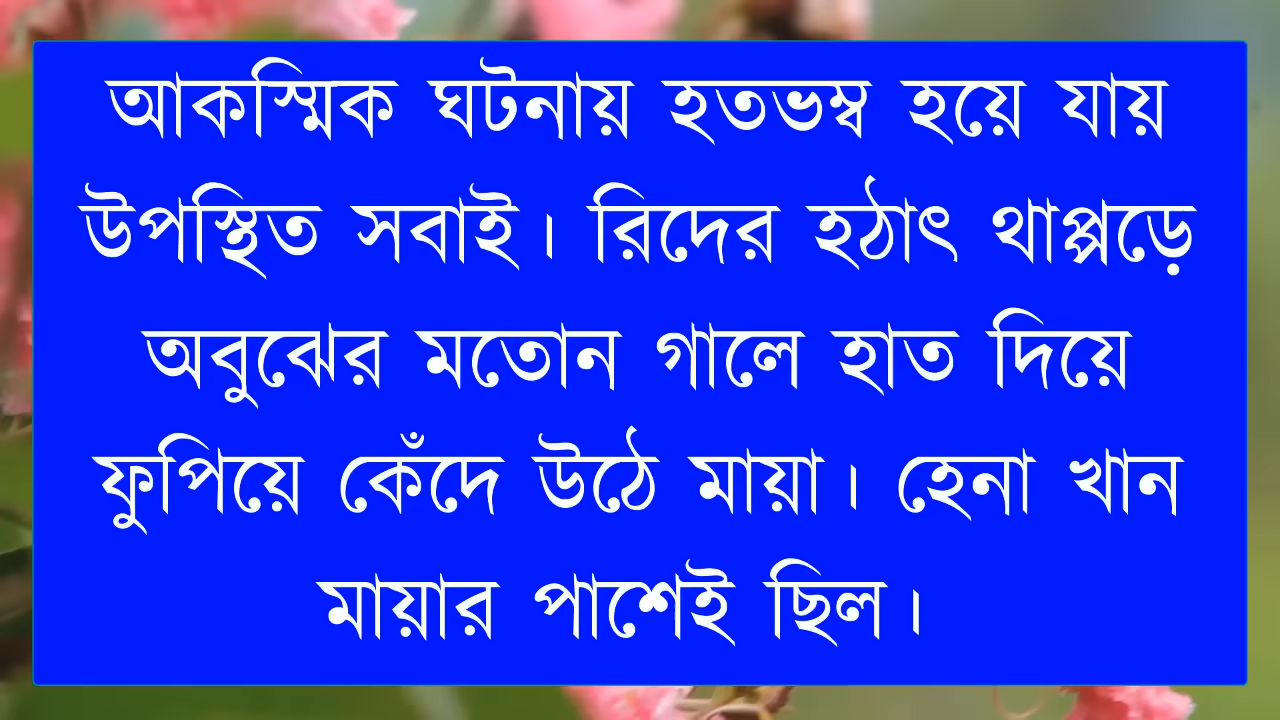 আকস্মিক ঘটনায় হতভম্ব হয়ে যায়
উপস্থিত সবাই। রিদের হঠাৎ থাপ্পড়ে
অবুঝের মতোন গালে হাত দিয়ে
ফুপিয়ে কেঁদে উঠে মায়া। হেনা খান
মায়ার পাশেই ছিল।